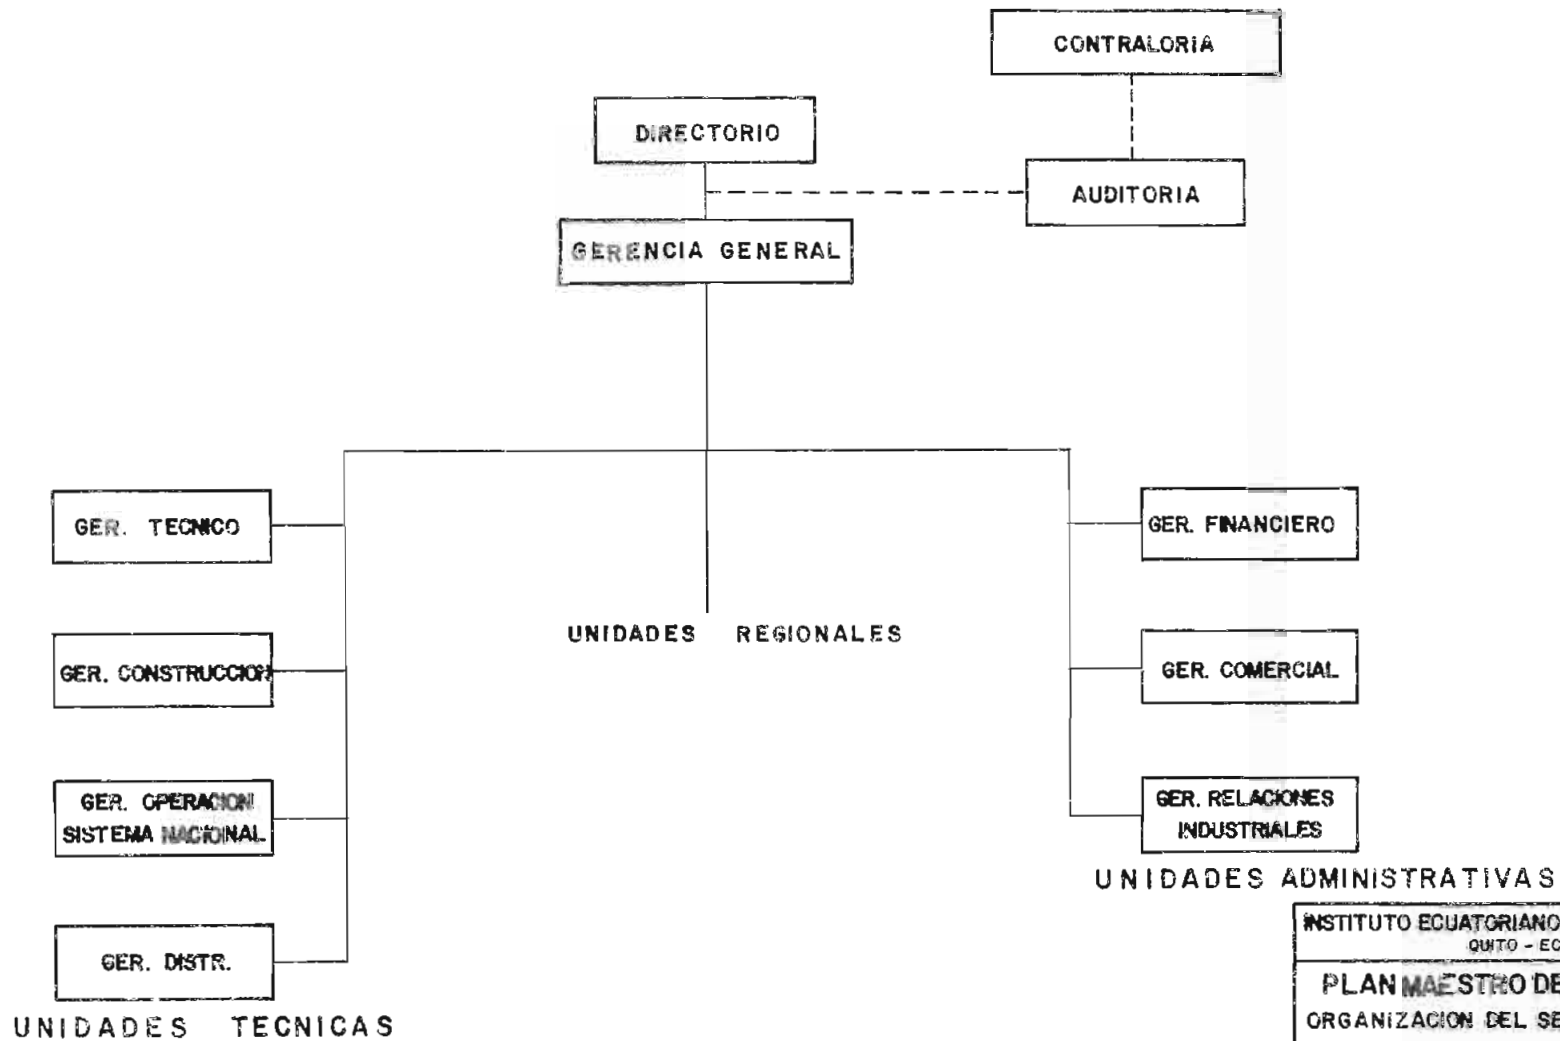 CONTRALORIA
DIRECTORIO
AUDITORIA
GERENCIA GENERAL
GER. TECNICO
GER. CONSTRUCCION
GER. OPERACION
SISTEMA NACIONAL
GER. DISTR.
UNIDADES TECNICAS
UNIDADES REGIONALES
GER. FINANCIERO
GER. COMERCIAL
GER. RELACIONES
INDUSTRIALES
UNIDADES ADMINISTRATIVAS
INSTITUTO ECUATORIANO
QUITO - EC
PLAN MAESTRO DE
ORGANIZACION DEL SE